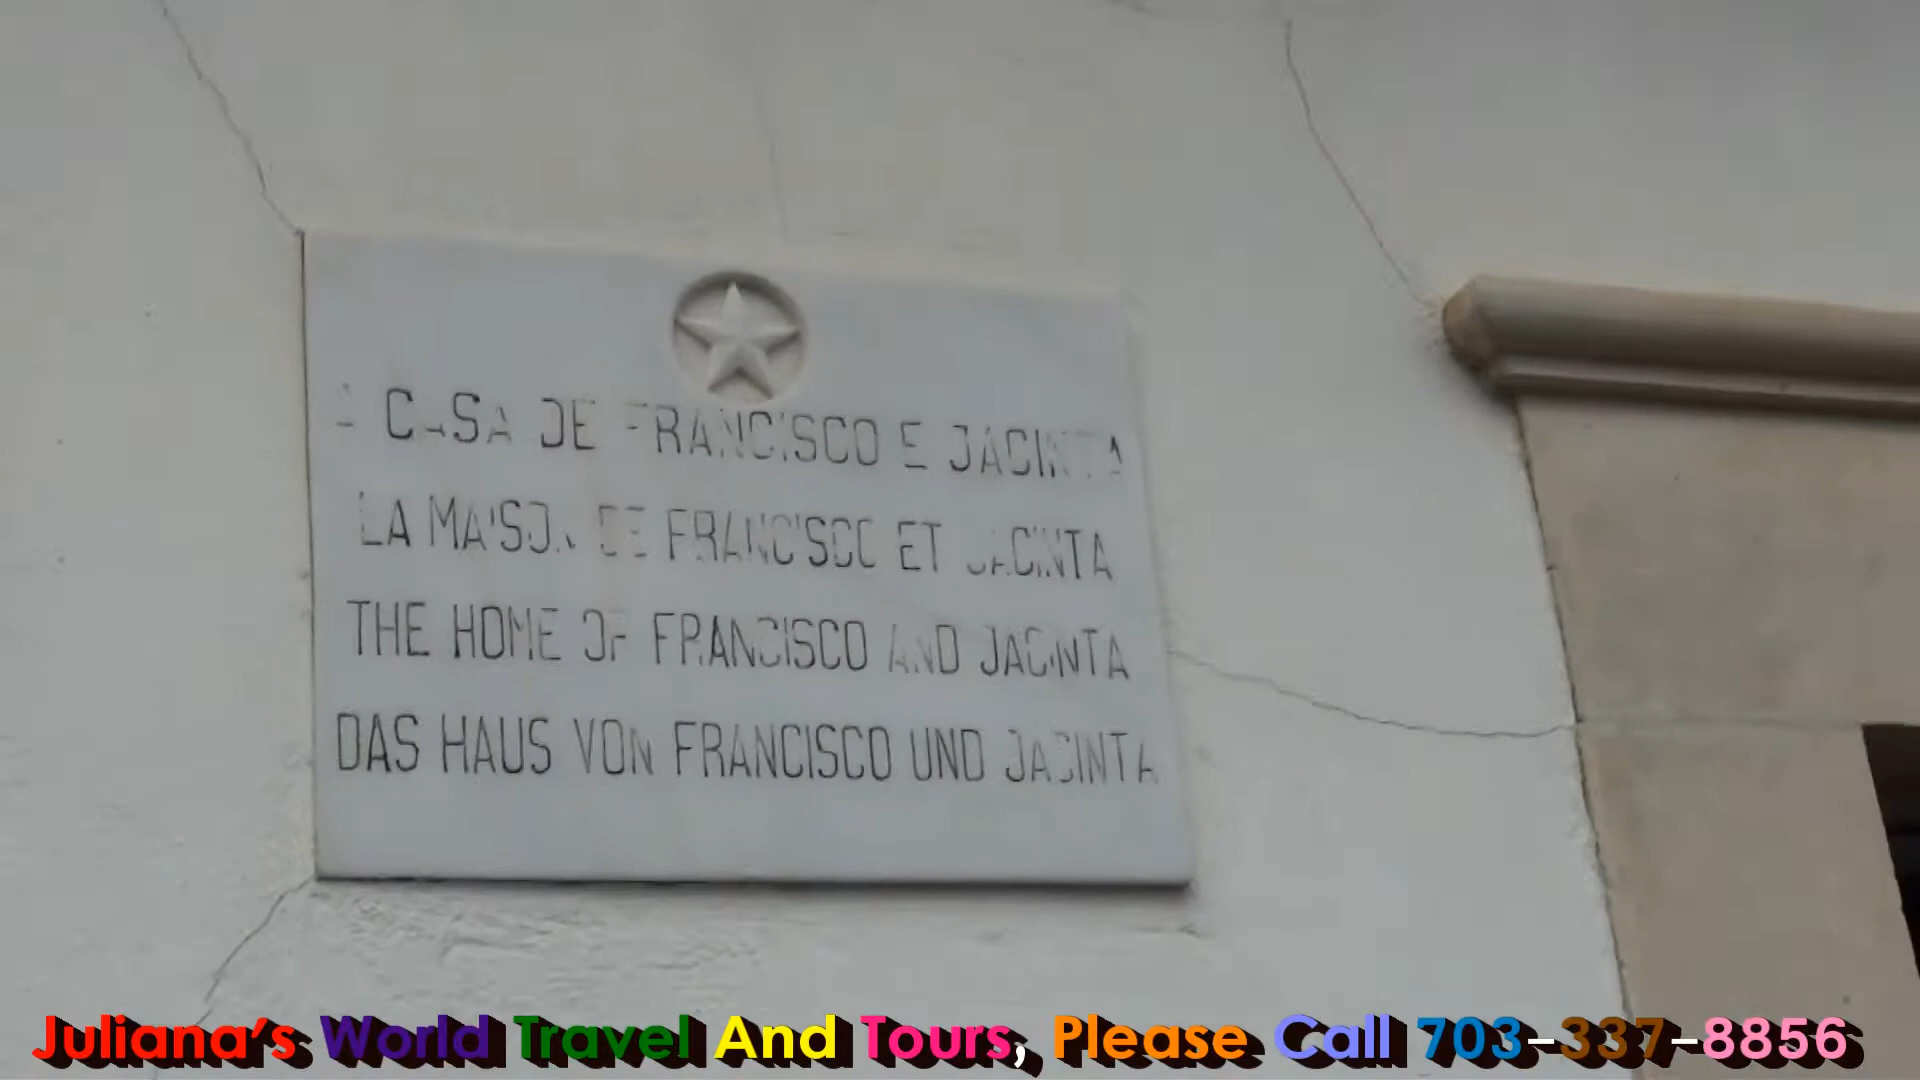 A CASA DE FRANCISCO E JACINTA
LA MAISON DE FRANCISCO ET JACINTA
THE HOME OF FRANCISCO AND JACINTA
DAS HAUS VON FRANCISCO UND JACINTA
Juliana's World Travel And Tours, Please Call 703-337-8856